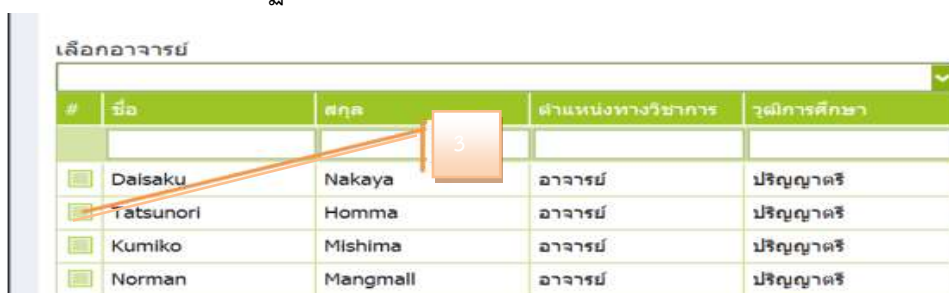 เลือกอาจารย์
# ชื่อ สกุล ตำแหน่งทางวิชาการ วุฒิการศึกษา
3
Daisaku Nakaya อาจารย์ ปริญญาตรี
Tatsunori Homma อาจารย์ ปริญญาตรี
Kumiko Mishima อาจารย์ ปริญญาตรี
Norman Mangmall อาจารย์ ปริญญาตรี